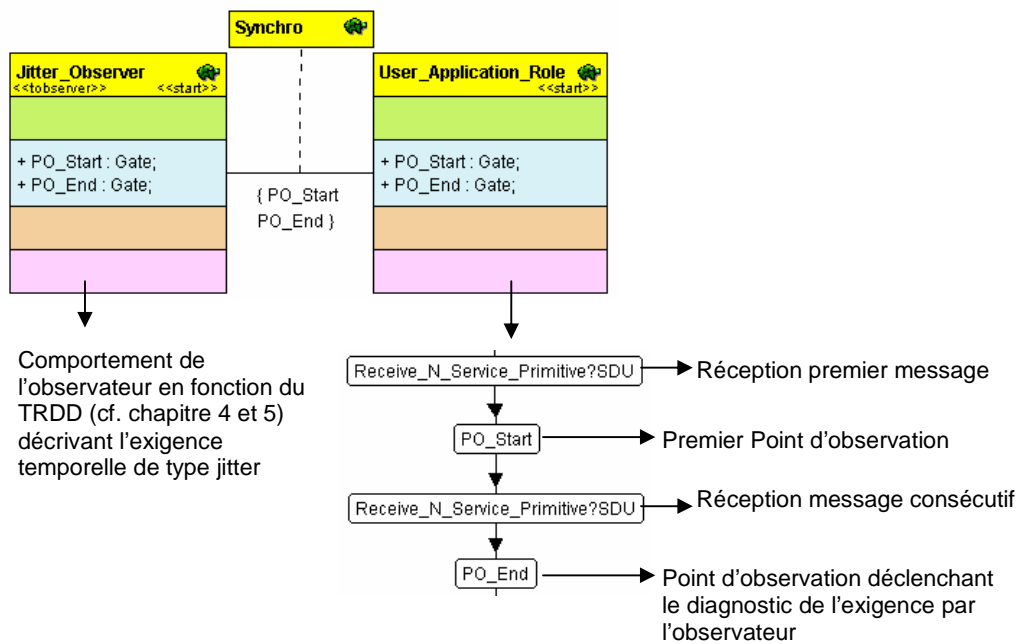 Synchro
Jitter_Observer
<<tobserver>> <<start>>
+ PO_Start : Gate;
+ PO_End : Gate;
{ PO_Start
PO_End }
User_Application_Role
<<start>>
+ PO_Start : Gate;
+ PO_End : Gate;
Comportement de
l'observateur en fonction du
TRDD (cf. chapitre 4 et 5)
décrivant l'exigence
temporelle de type jitter
Receive_N_Service_Primitive?SDU
Réception premier message
PO_Start
Premier Point d'observation
Receive_N_Service_Primitive?SDU
Réception message consécutif
PO_End
Point d'observation déclenchant
le diagnostic de l'exigence par
l'observateur